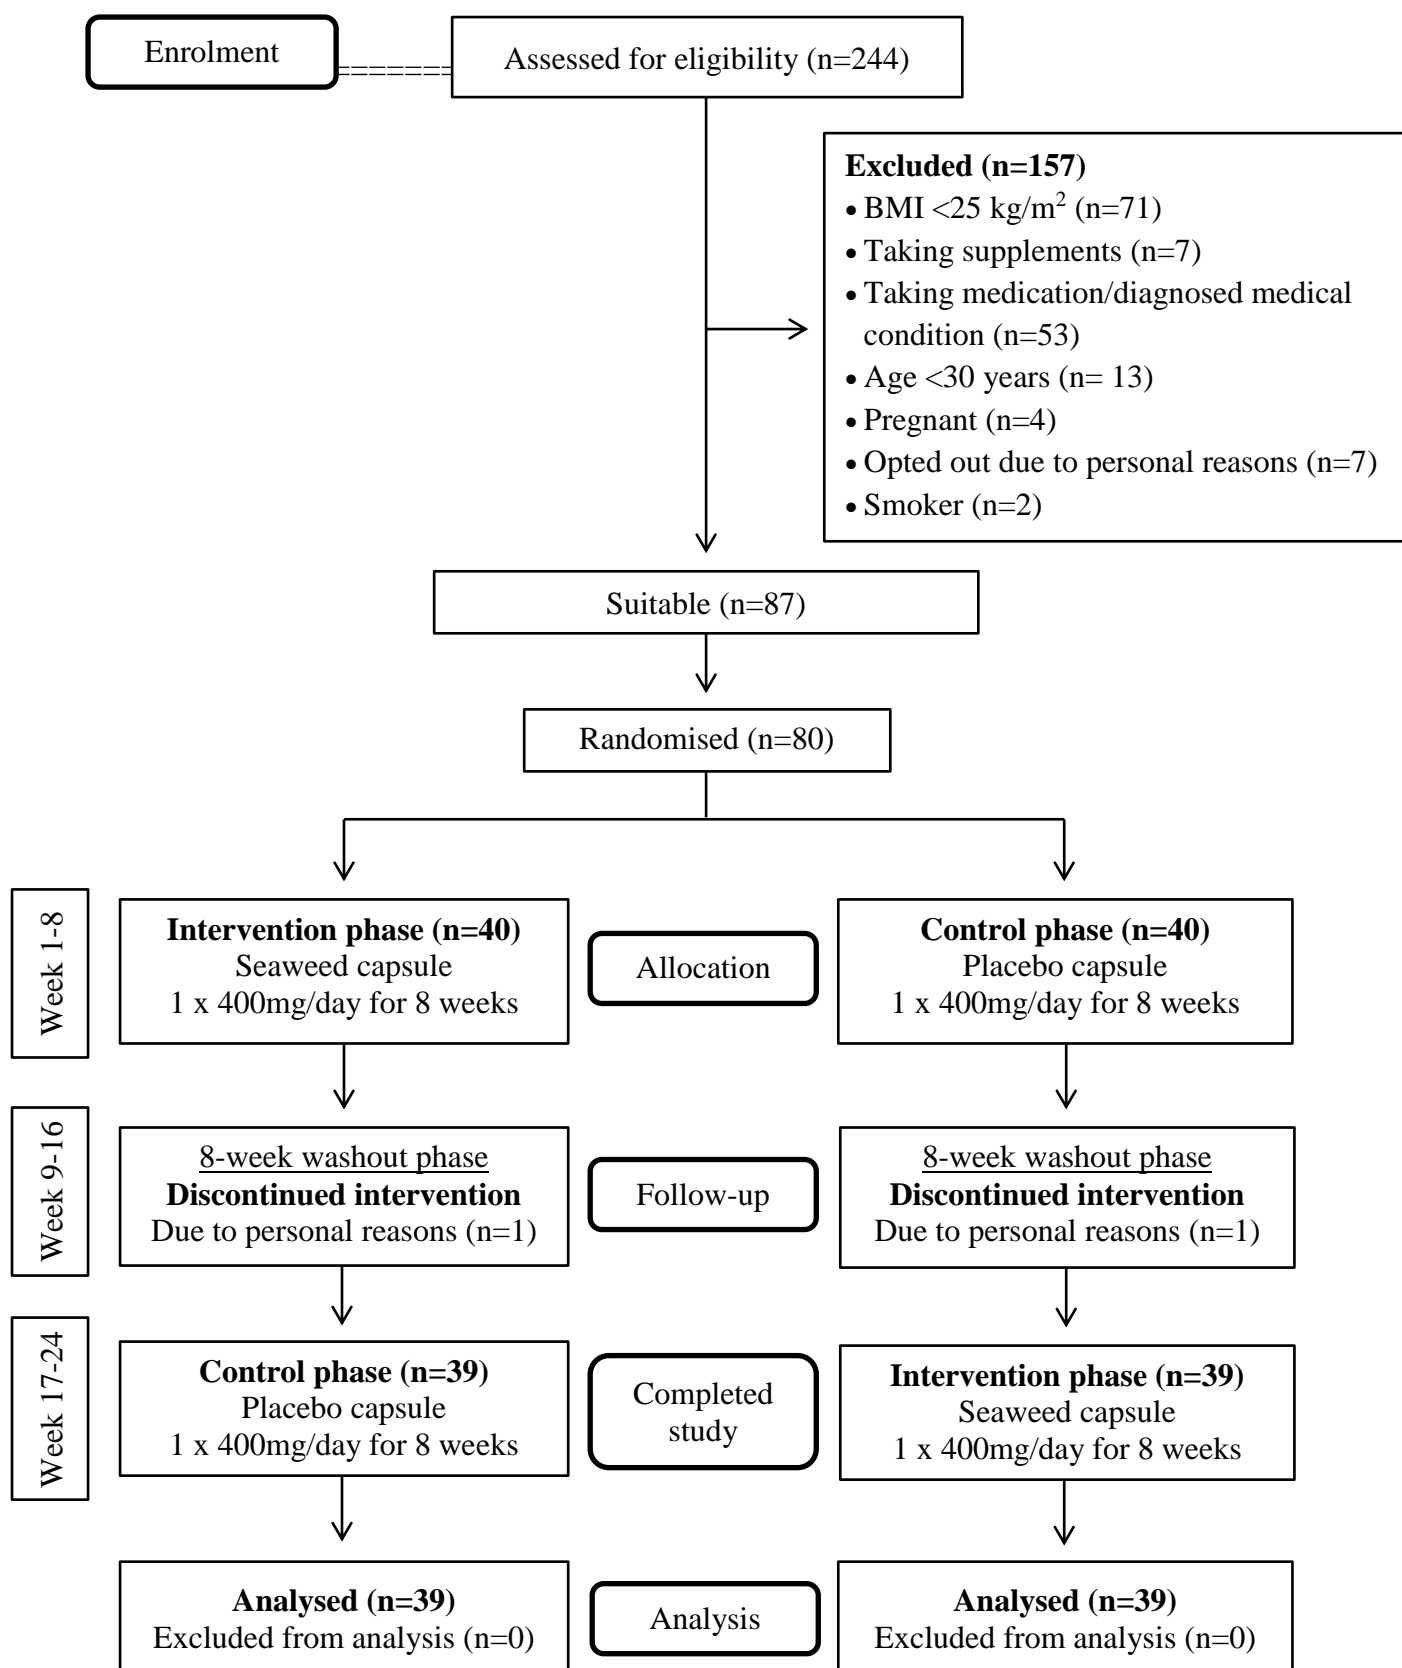 Enrolment
Assessed for eligibility (n=244)
Excluded (n=157)
• BMI <25 kg/m² (n=71)
• Taking supplements (n=7)
• Taking medication/diagnosed medical
condition (n=53)
• Age <30 years (n= 13)
• Pregnant (n=4)
• Opted out due to personal reasons (n=7)
• Smoker (n=2)
Suitable (n=87)
Randomised (n=80)
Week 1-8
Intervention phase (n=40)
Seaweed capsule
1 x 400mg/day for 8 weeks
Allocation
Control phase (n=40)
Placebo capsule
1 x 400mg/day for 8 weeks
Week 9-16
8-week washout phase
Discontinued intervention
Due to personal reasons (n=1)
Follow-up
8-week washout phase
Discontinued intervention
Due to personal reasons (n=1)
Week 17-24
Control phase (n=39)
Placebo capsule
1 x 400mg/day for 8 weeks
Completed
study
Intervention phase (n=39)
Seaweed capsule
1 x 400mg/day for 8 weeks
Analysed (n=39)
Excluded from analysis (n=0)
Analysis
Analysed (n=39)
Excluded from analysis (n=0)